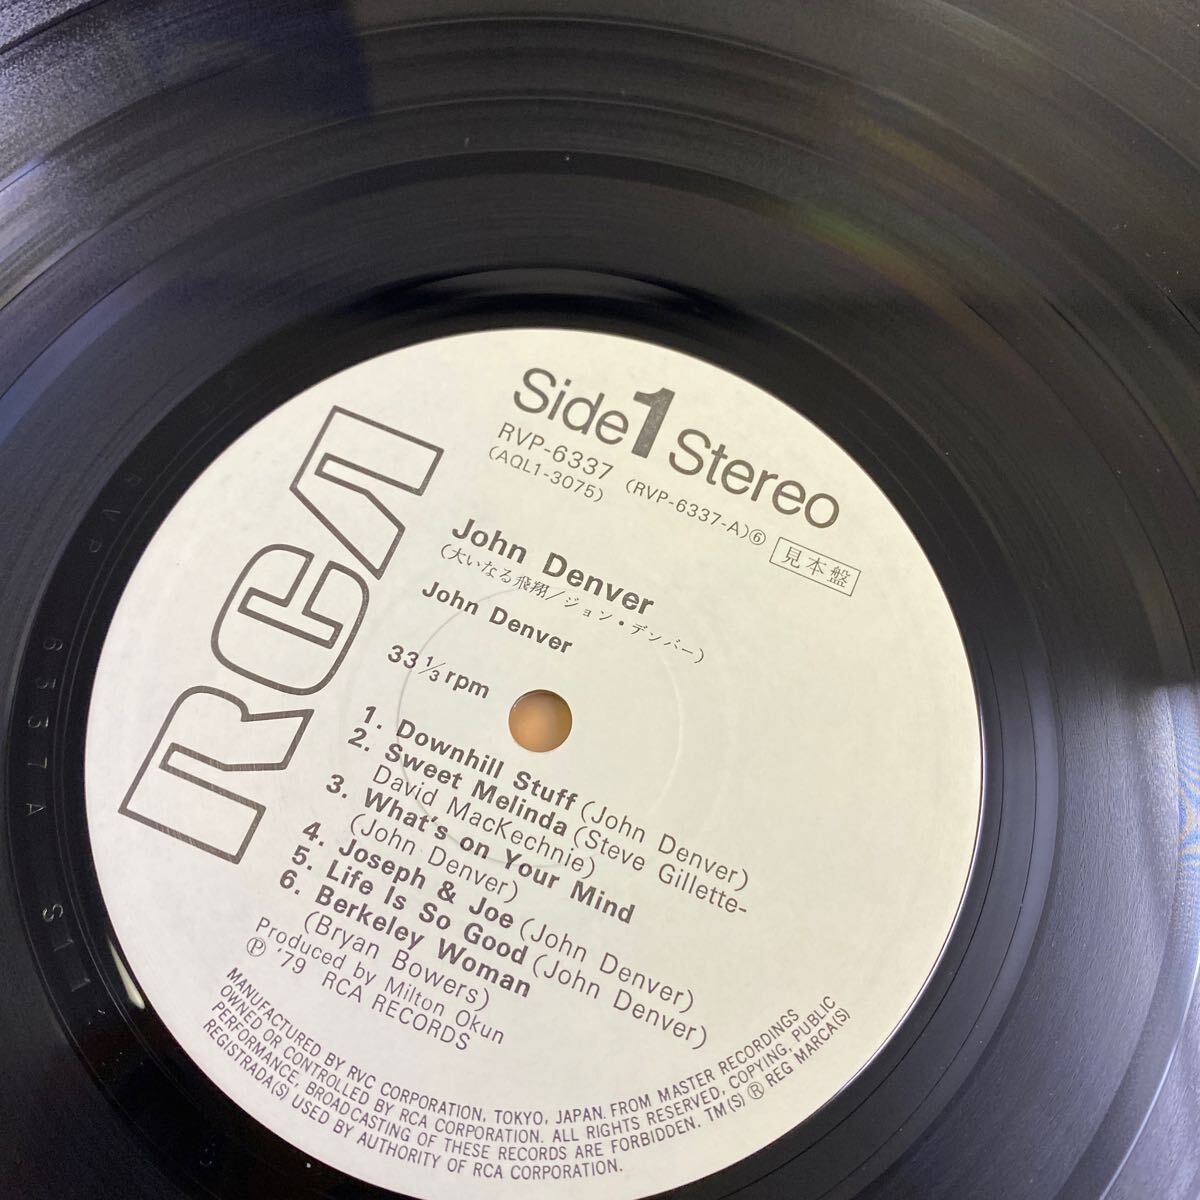 RCA
Side 1 Stereo
RVP-6337 (RVP-6337-A)⑥ 見本盤
(AQL1-3075)
John Denver
(大いなる飛翔/ジョン・デンバー)
John Denver
33 1/3 rpm
1. Downhill Stuff (John Denver)
2. Sweet Melinda (Steve Gillette-
David MacKechnie)
3. What's on Your Mind
(John Denver)
4. Joseph & Joe (John Denver)
5. Life Is So Good (John Denver)
6. Berkeley Woman
(Bryan Bowers)
Produced by Milton Okun
Ⓟ '79 RCA RECORDS
MANUFACTURED BY RVC CORPORATION, TOKYO, JAPAN. FROM MASTER RECORDINGS
OWNED OR CONTROLLED BY RCA CORPORATION. ALL RIGHTS RESERVED, COPYING, PUBLIC
PERFORMANCE, BROADCASTING OF THESE RECORDS ARE FORBIDDEN. TM(S) ® REG MARCA(S)
REGISTRADA(S) USED BY AUTHORITY OF RCA CORPORATION.